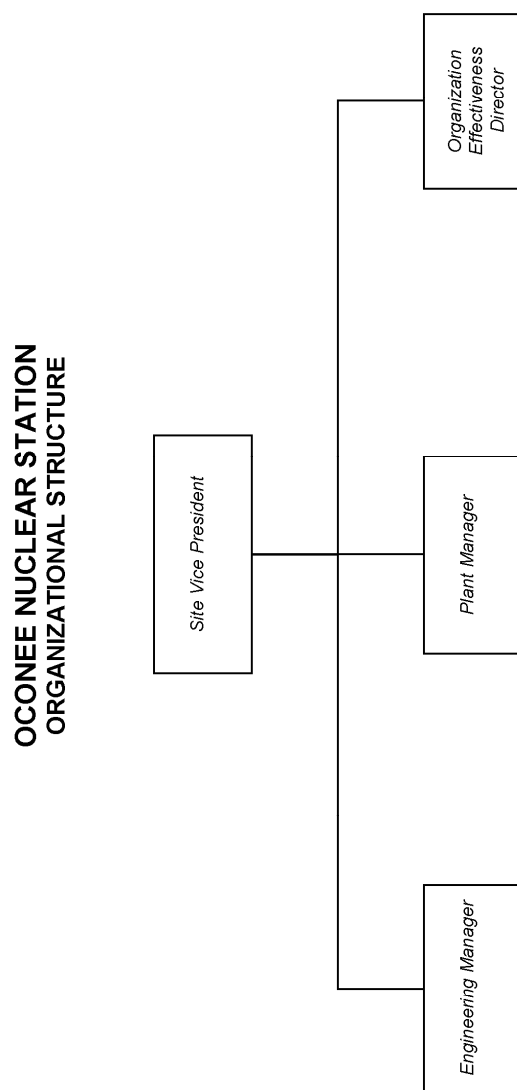 OCONEE NUCLEAR STATION
ORGANIZATIONAL STRUCTURE
Site Vice President
Engineering Manager
Plant Manager
Organization
Effectiveness
Director